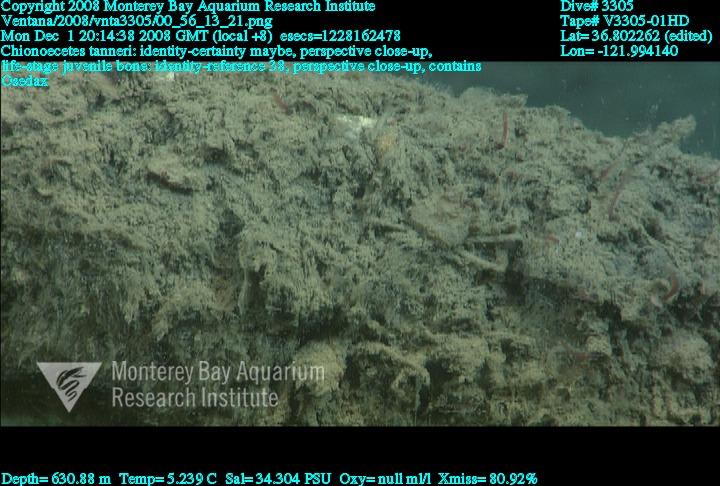 Copyright 2008 Monterey Bay Aquarium Research Institute
Ventana/2008/vnta3305/00_56_13_21.png
Mon Dec 1 20:14:38 2008 GMT (local +8) esecs=1228162478
Chionoecetes tanneri: identity-certainty maybe, perspective close-up,
life-stage juvenile bone: identity-reference 38, perspective close-up, contains
Osedax
Dive# 3305
Tape# V3305-01HD
Lat= 36.802262 (edited)
Lon= -121.994140
Monterey Bay Aquarium
Research Institute
Depth= 630.88 m Temp= 5.239 C Sal= 34.304 PSU Oxy= null ml/l Xmiss= 80.92%